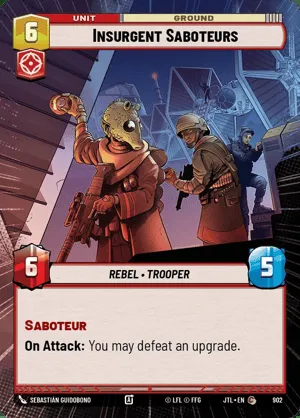 UNIT
GROUND
6
INSURGENT SABOTEURS
6
5
REBEL • TROOPER
SABOTEUR
On Attack: You may defeat an upgrade.
SEBASTIAN GUIDOBONO
© LFL © FFG
JTL • EN
C
902